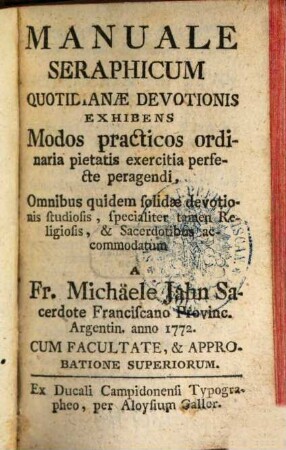 MANUALE
SERAPHICUM
QUOTIDIANÆ DEVOTIONIS
EXHIBENS
Modos practicos ordi-
naria pietatis exercitia perfe-
cte peragendi,
Omnibus quidem solidæ devotio-
nis studiosis, specialiter tamen Re-
ligiosis, & Sacerdotibus ac-
commodatum
A
Fr. Michäele Jahn Sa-
cerdote Franciscano Provinc.
Argentin. anno 1772.
CUM FACULTATE, & APPRO-
BATIONE SUPERIORUM.
Ex Ducali Campidonensi Typogra-
pheo, per Aloysium Galler.